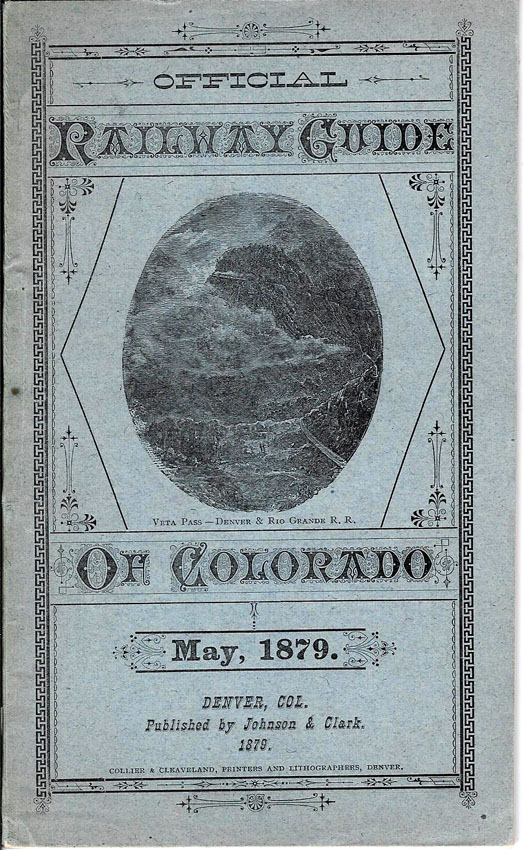 OFFICIAL
RAILWAY GUIDE
VETA PASS — DENVER & RIO GRANDE R. R.
OF COLORADO
May, 1879.
DENVER, COL.
Published by Johnson & Clark.
1879.
COLLIER & CLEAVELAND, PRINTERS AND LITHOGRAPHERS, DENVER.